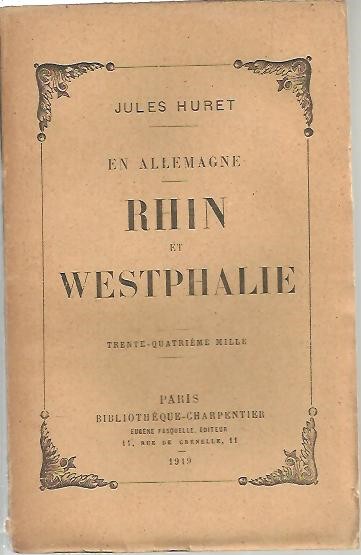 JULES HURET
EN ALLEMAGNE
RHIN
ET
WESTPHALIE
TRENTE-QUATRIÈME MILLE
PARIS
BIBLIOTHÈQUE-CHARPENTIER
EUGÈNE FASQUELLE, ÉDITEUR
11, RUE DE GRENELLE, 11
1919